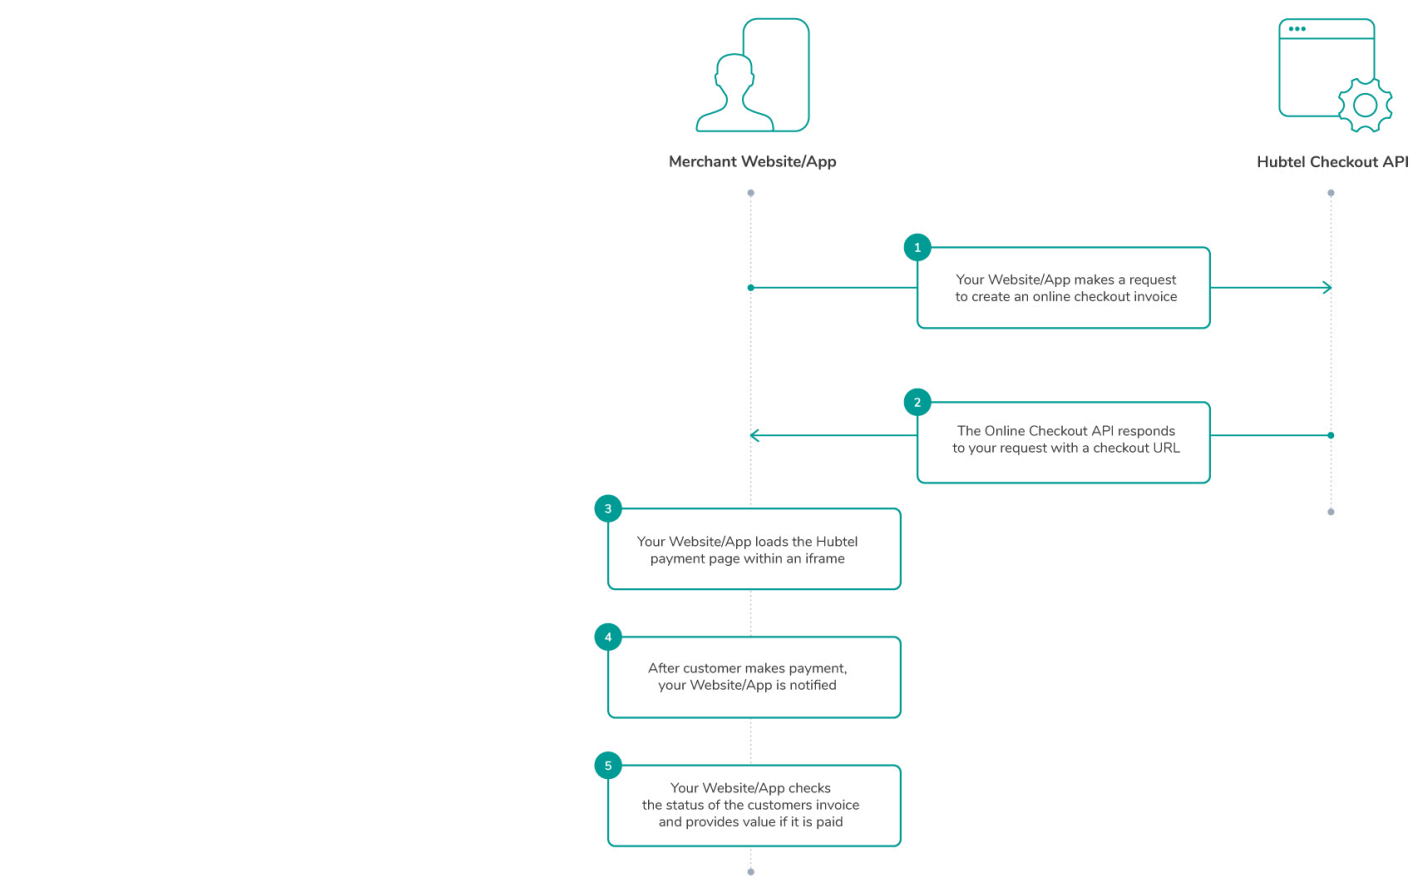 Merchant Website/App
Hubtel Checkout API
1
Your Website/App makes a request
to create an online checkout invoice
2
The Online Checkout API responds
to your request with a checkout URL
3
Your Website/App loads the Hubtel
payment page within an iframe
4
After customer makes payment,
your Website/App is notified
5
Your Website/App checks
the status of the customers invoice
and provides value if it is paid